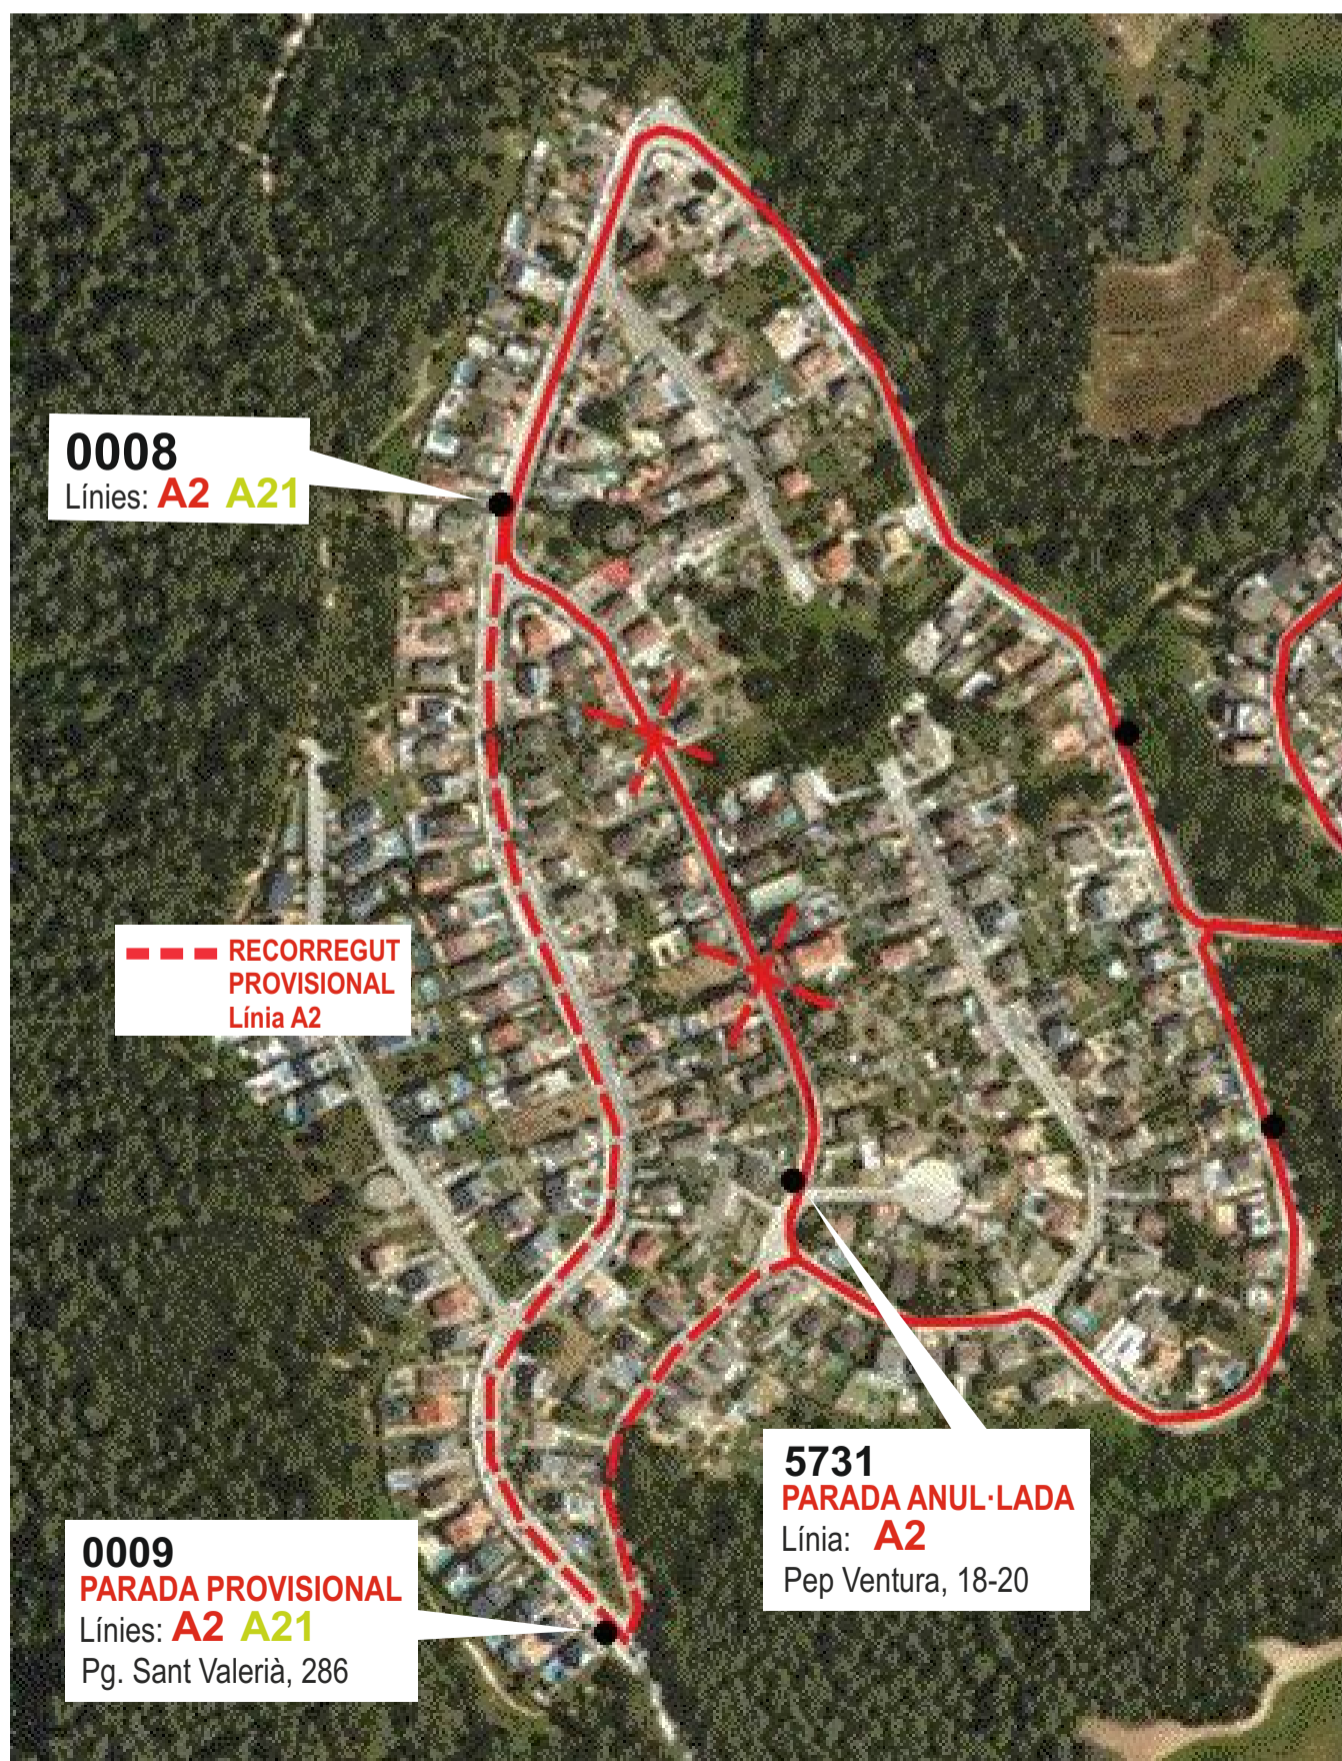 0008
Línies: A2 A21
RECORREGUT
PROVISIONAL
Línia A2
5731
PARADA ANUL·LADA
Línia: A2
Pep Ventura, 18-20
0009
PARADA PROVISIONAL
Línies: A2 A21
Pg. Sant Valerià, 286